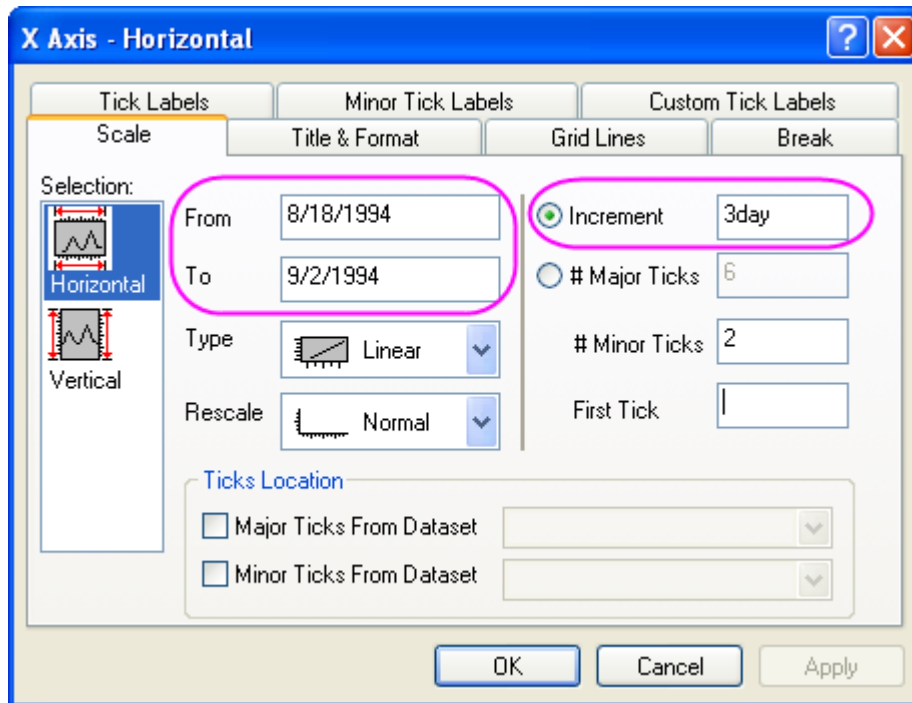 X Axis - Horizontal
?
Tick Labels
Minor Tick Labels
Custom Tick Labels
Scale
Title & Format
Grid Lines
Break
Selection:
Horizontal
Vertical
From 8/18/1994
To 9/2/1994
Type Linear
Rescale Normal
Increment 3day
# Major Ticks 6
# Minor Ticks 2
First Tick
Ticks Location
Major Ticks From Dataset
Minor Ticks From Dataset
OK
Cancel
Apply